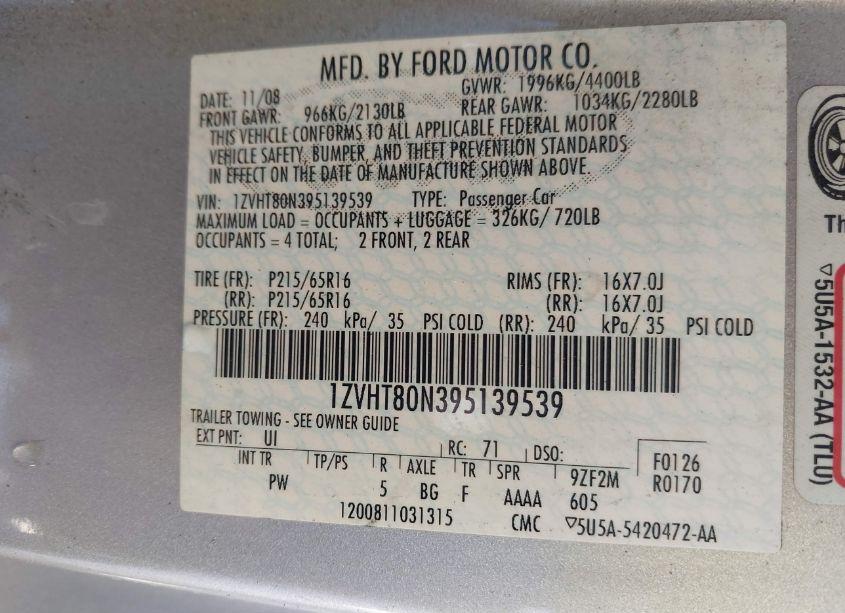 MFD. BY FORD MOTOR CO.
DATE: 11/08 GVWR: 1996KG/4400LB
FRONT GAWR: 966KG/2130LB REAR GAWR: 1034KG/2280LB
THIS VEHICLE CONFORMS TO ALL APPLICABLE FEDERAL MOTOR
VEHICLE SAFETY, BUMPER, AND THEFT PREVENTION STANDARDS
IN EFFECT ON THE DATE OF MANUFACTURE SHOWN ABOVE.
VIN: 1ZVHT80N395139539 TYPE: Passenger Car
MAXIMUM LOAD = OCCUPANTS + LUGGAGE = 326KG/ 720LB
OCCUPANTS = 4 TOTAL; 2 FRONT, 2 REAR
TIRE (FR): P215/65R16 RIMS (FR): 16X7.0J
(RR): P215/65R16 (RR): 16X7.0J
PRESSURE (FR): 240 kPa/ 35 PSI COLD (RR): 240 kPa/ 35 PSI COLD
1ZVHT80N395139539
TRAILER TOWING - SEE OWNER GUIDE
EXT PNT: UI RC: 71 DSO: F0126
R0170
INT TR TP/PS R AXLE TR SPR 9ZF2M
PW 5 BG F AAAA 605
1200811031315 CMC ▽5U5A-5420472-AA
Th
▽5U5A-1532-AA (TLU)